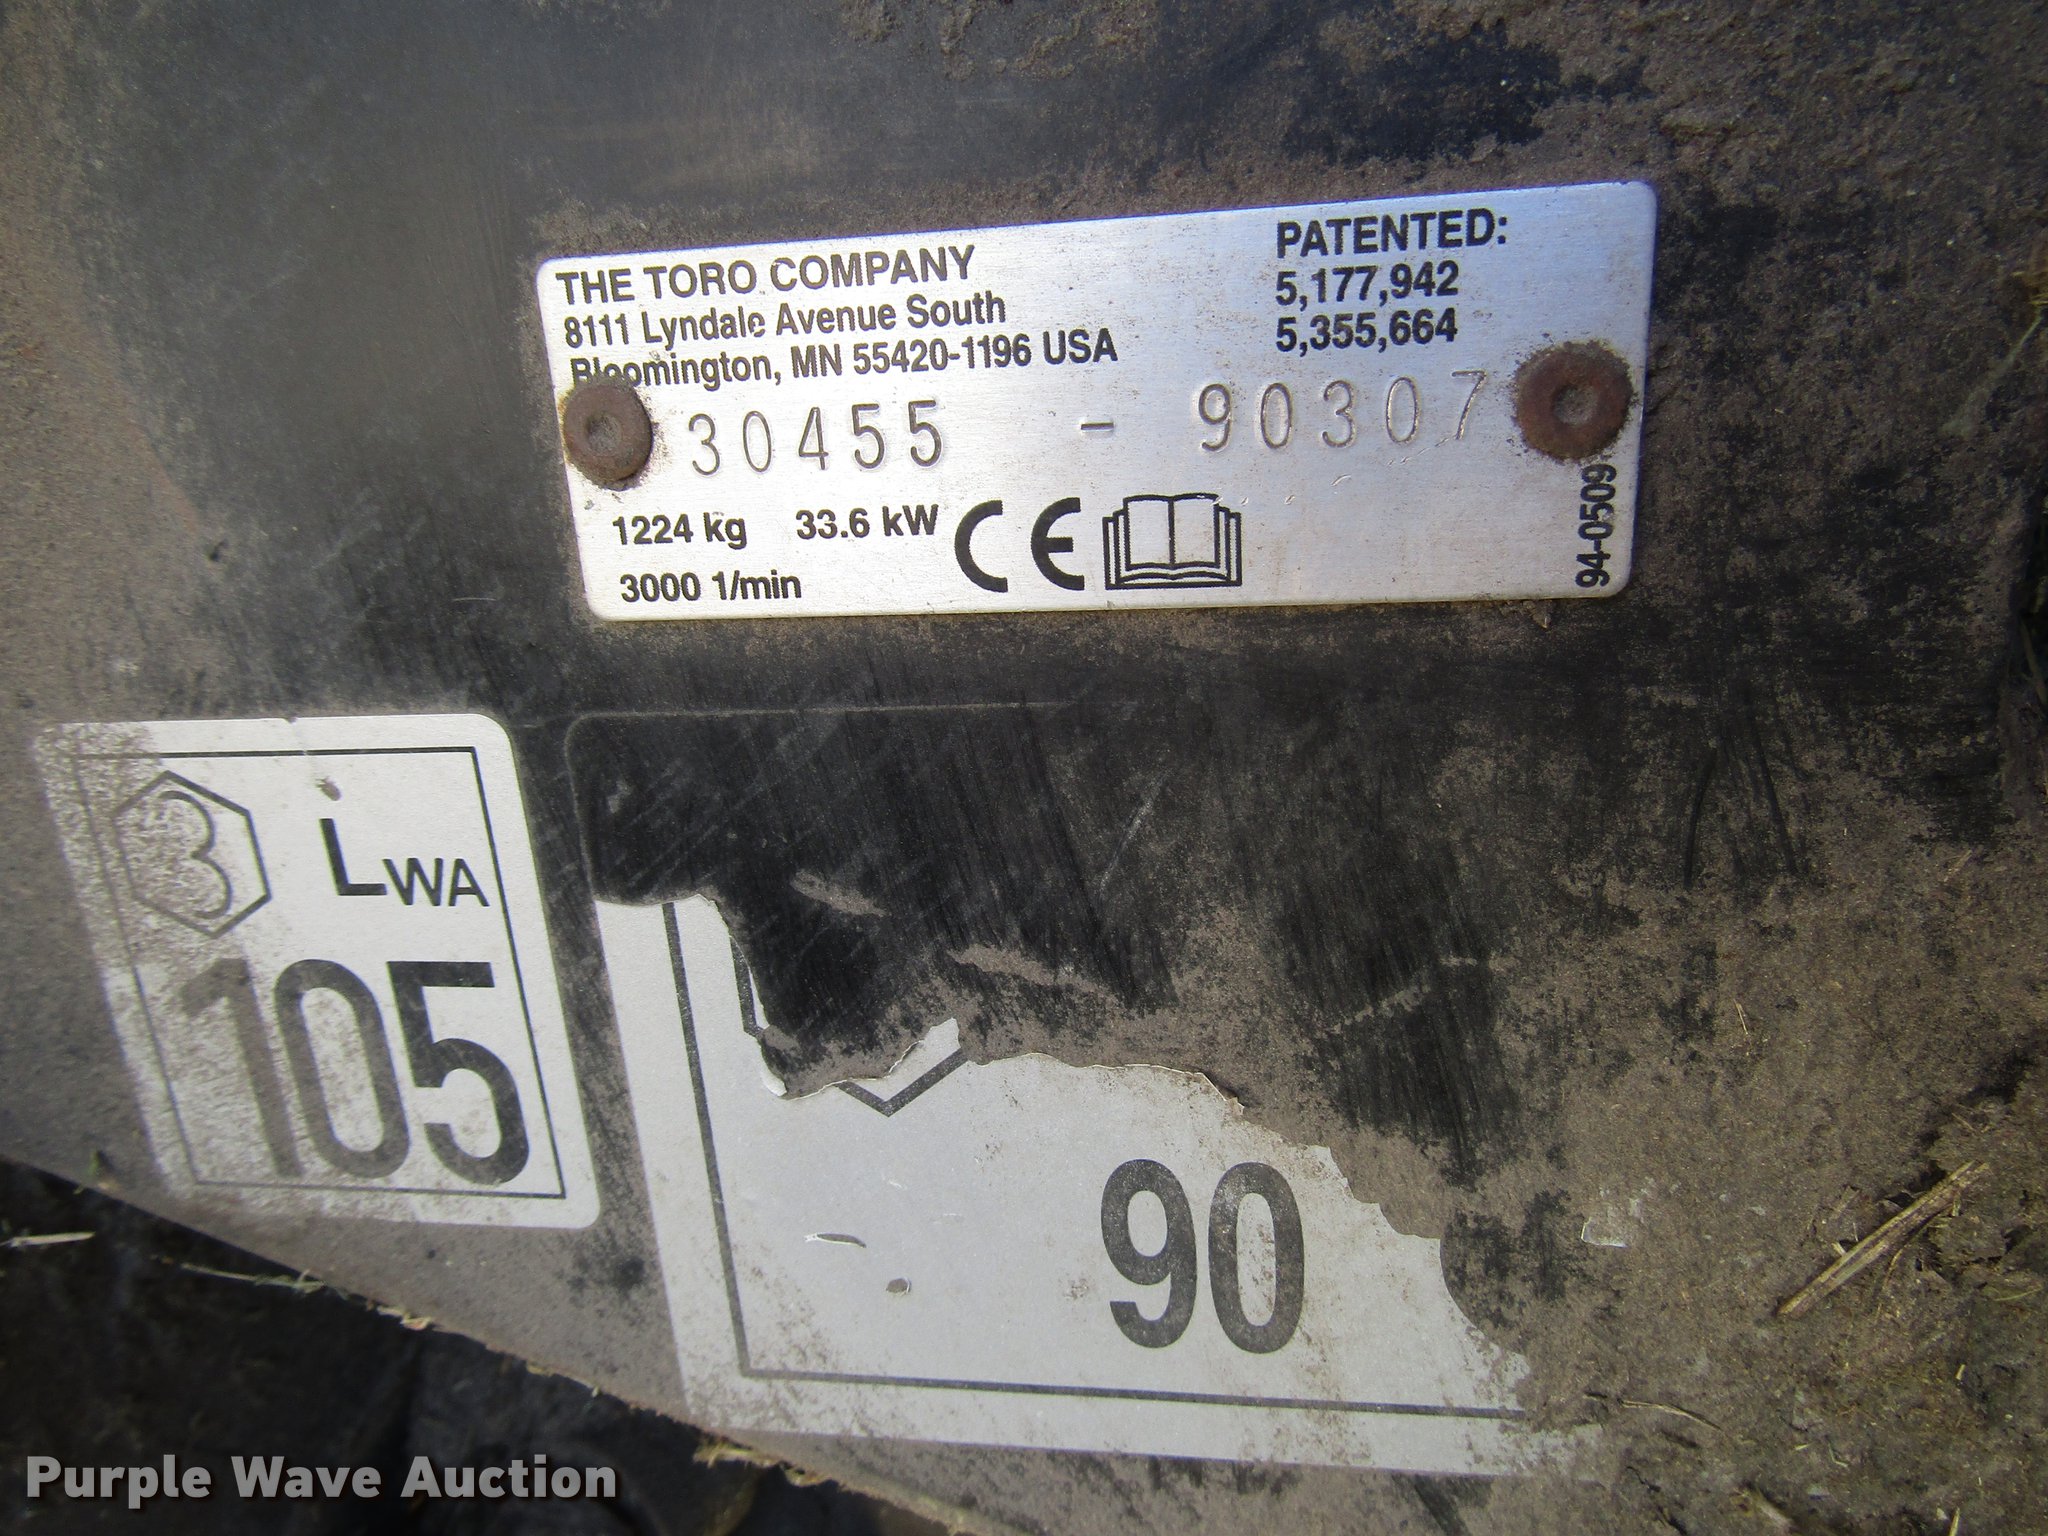 THE TORO COMPANY
8111 Lyndale Avenue South
Bloomington, MN 55420-1196 USA
PATENTED:
5,177,942
5,355,664
30455 - 90307
1224 kg 33.6 kW CE
3000 1/min
94-0509
3 LWA
105
90
Purple Wave Auction